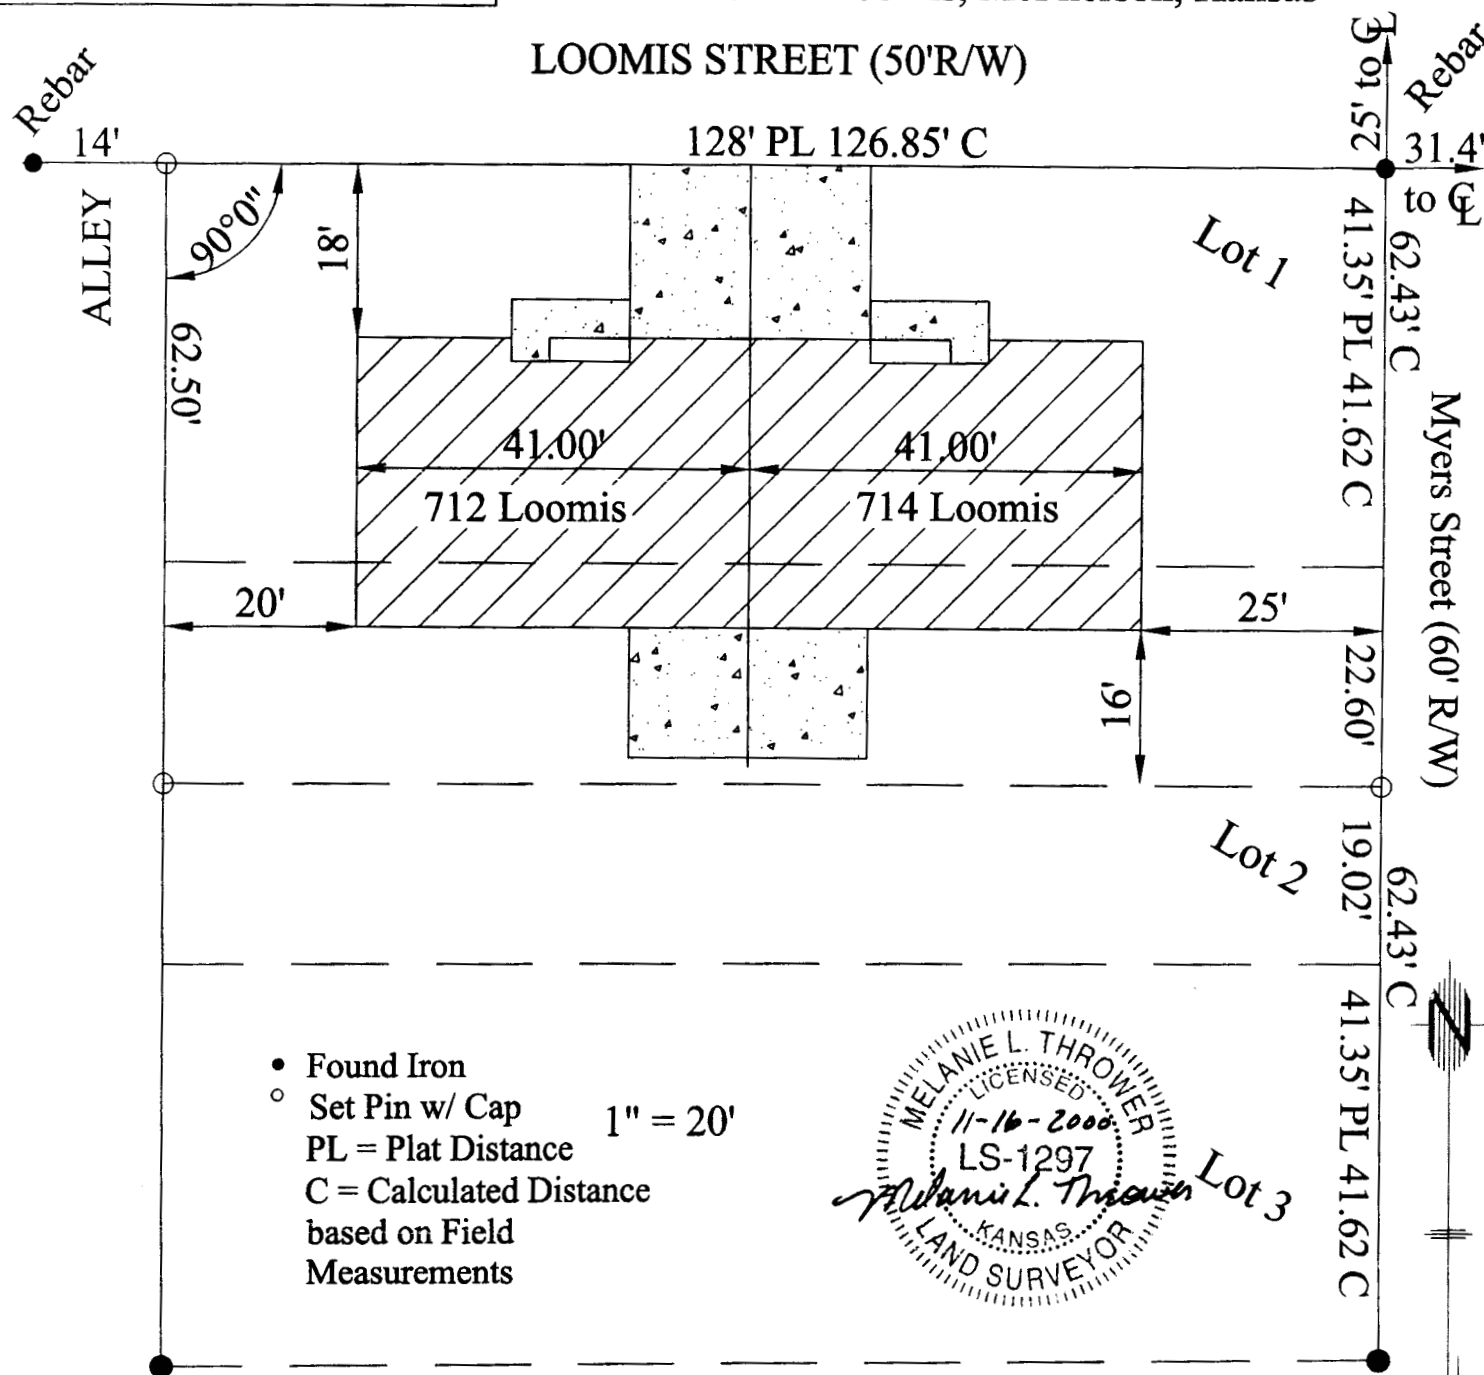 LOOMIS STREET (50'R/W)
Rebar
14'
128' PL 126.85' C
25' to ℄
Rebar
31.4'
to ℄
ALLEY
90°0"
18'
Lot 1
41.35' PL 41.62 C
62.43' C
62.50'
41.00'
41.00'
712 Loomis
714 Loomis
Myers Street (60' R/W)
20'
25'
16'
22.60'
Lot 2
19.02'
62.43' C
N
41.35' PL 41.62 C
Lot 3
Found Iron
Set Pin w/ Cap
PL = Plat Distance
C = Calculated Distance
based on Field
Measurements
1" = 20'
MELANIE L. THROWER
LICENSED
11-16-2000
LS-1297
Melanie L. Thrower
KANSAS
LAND SURVEYOR